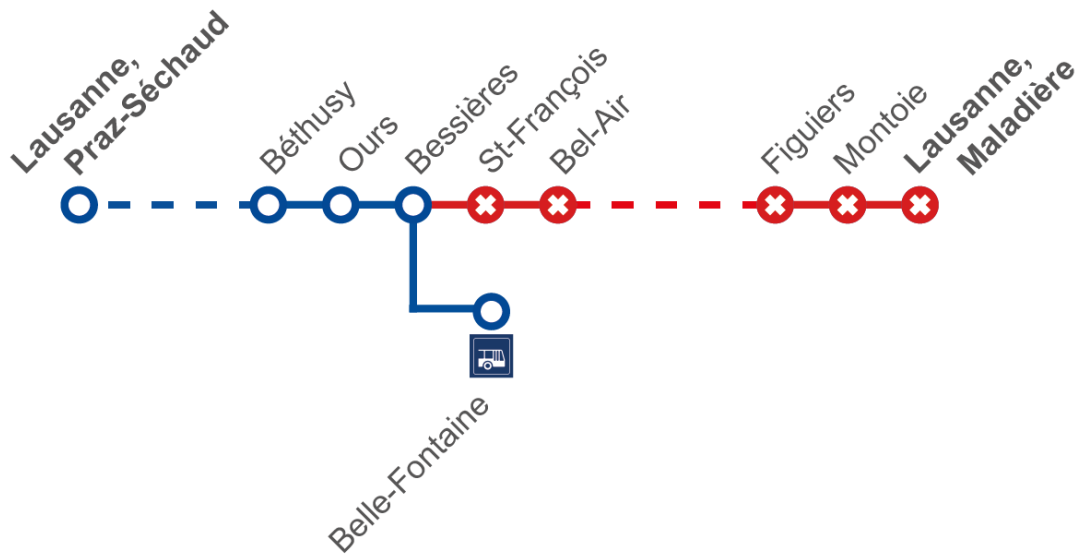 Lausanne,
Praz-Séchaud
Béthusy
Ours
Bessières
St-François
Bel-Air
Figuiers
Montoie
Lausanne,
Maladière
Belle-Fontaine